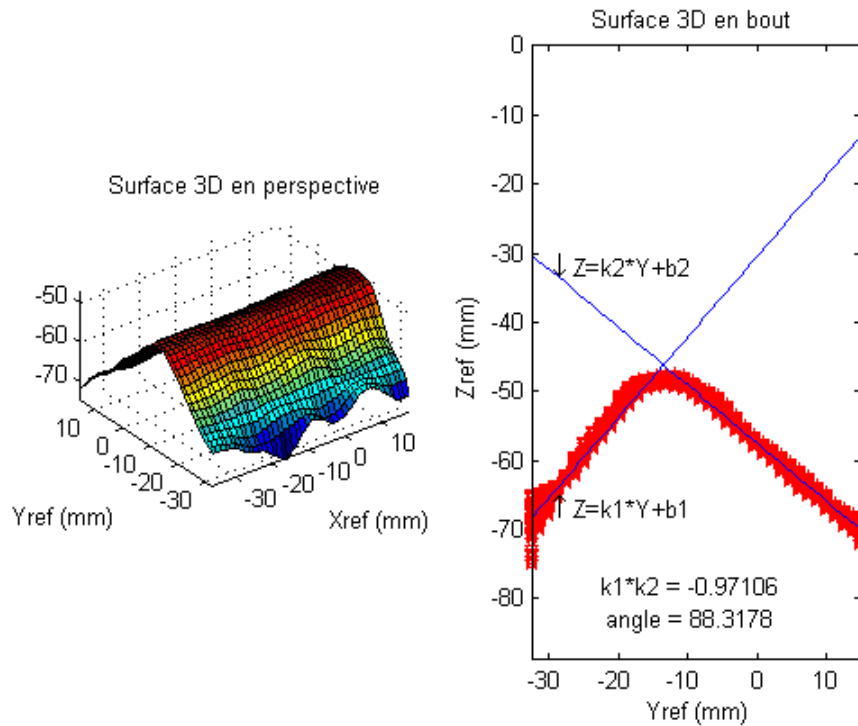 Surface 3D en perspective
-50
-60
-70
10
0
-10
-20
-30
Yref (mm)
-30
-20
-10
0
10
Xref (mm)
Surface 3D en bout
0
-10
-20
-30
-40
-50
-60
-70
-80
Zref (mm)
↓ Z=k2*Y+b2
↑ Z=k1*Y+b1
k1*k2 = -0.97106
angle = 88.3178
-30
-20
-10
0
10
Yref (mm)